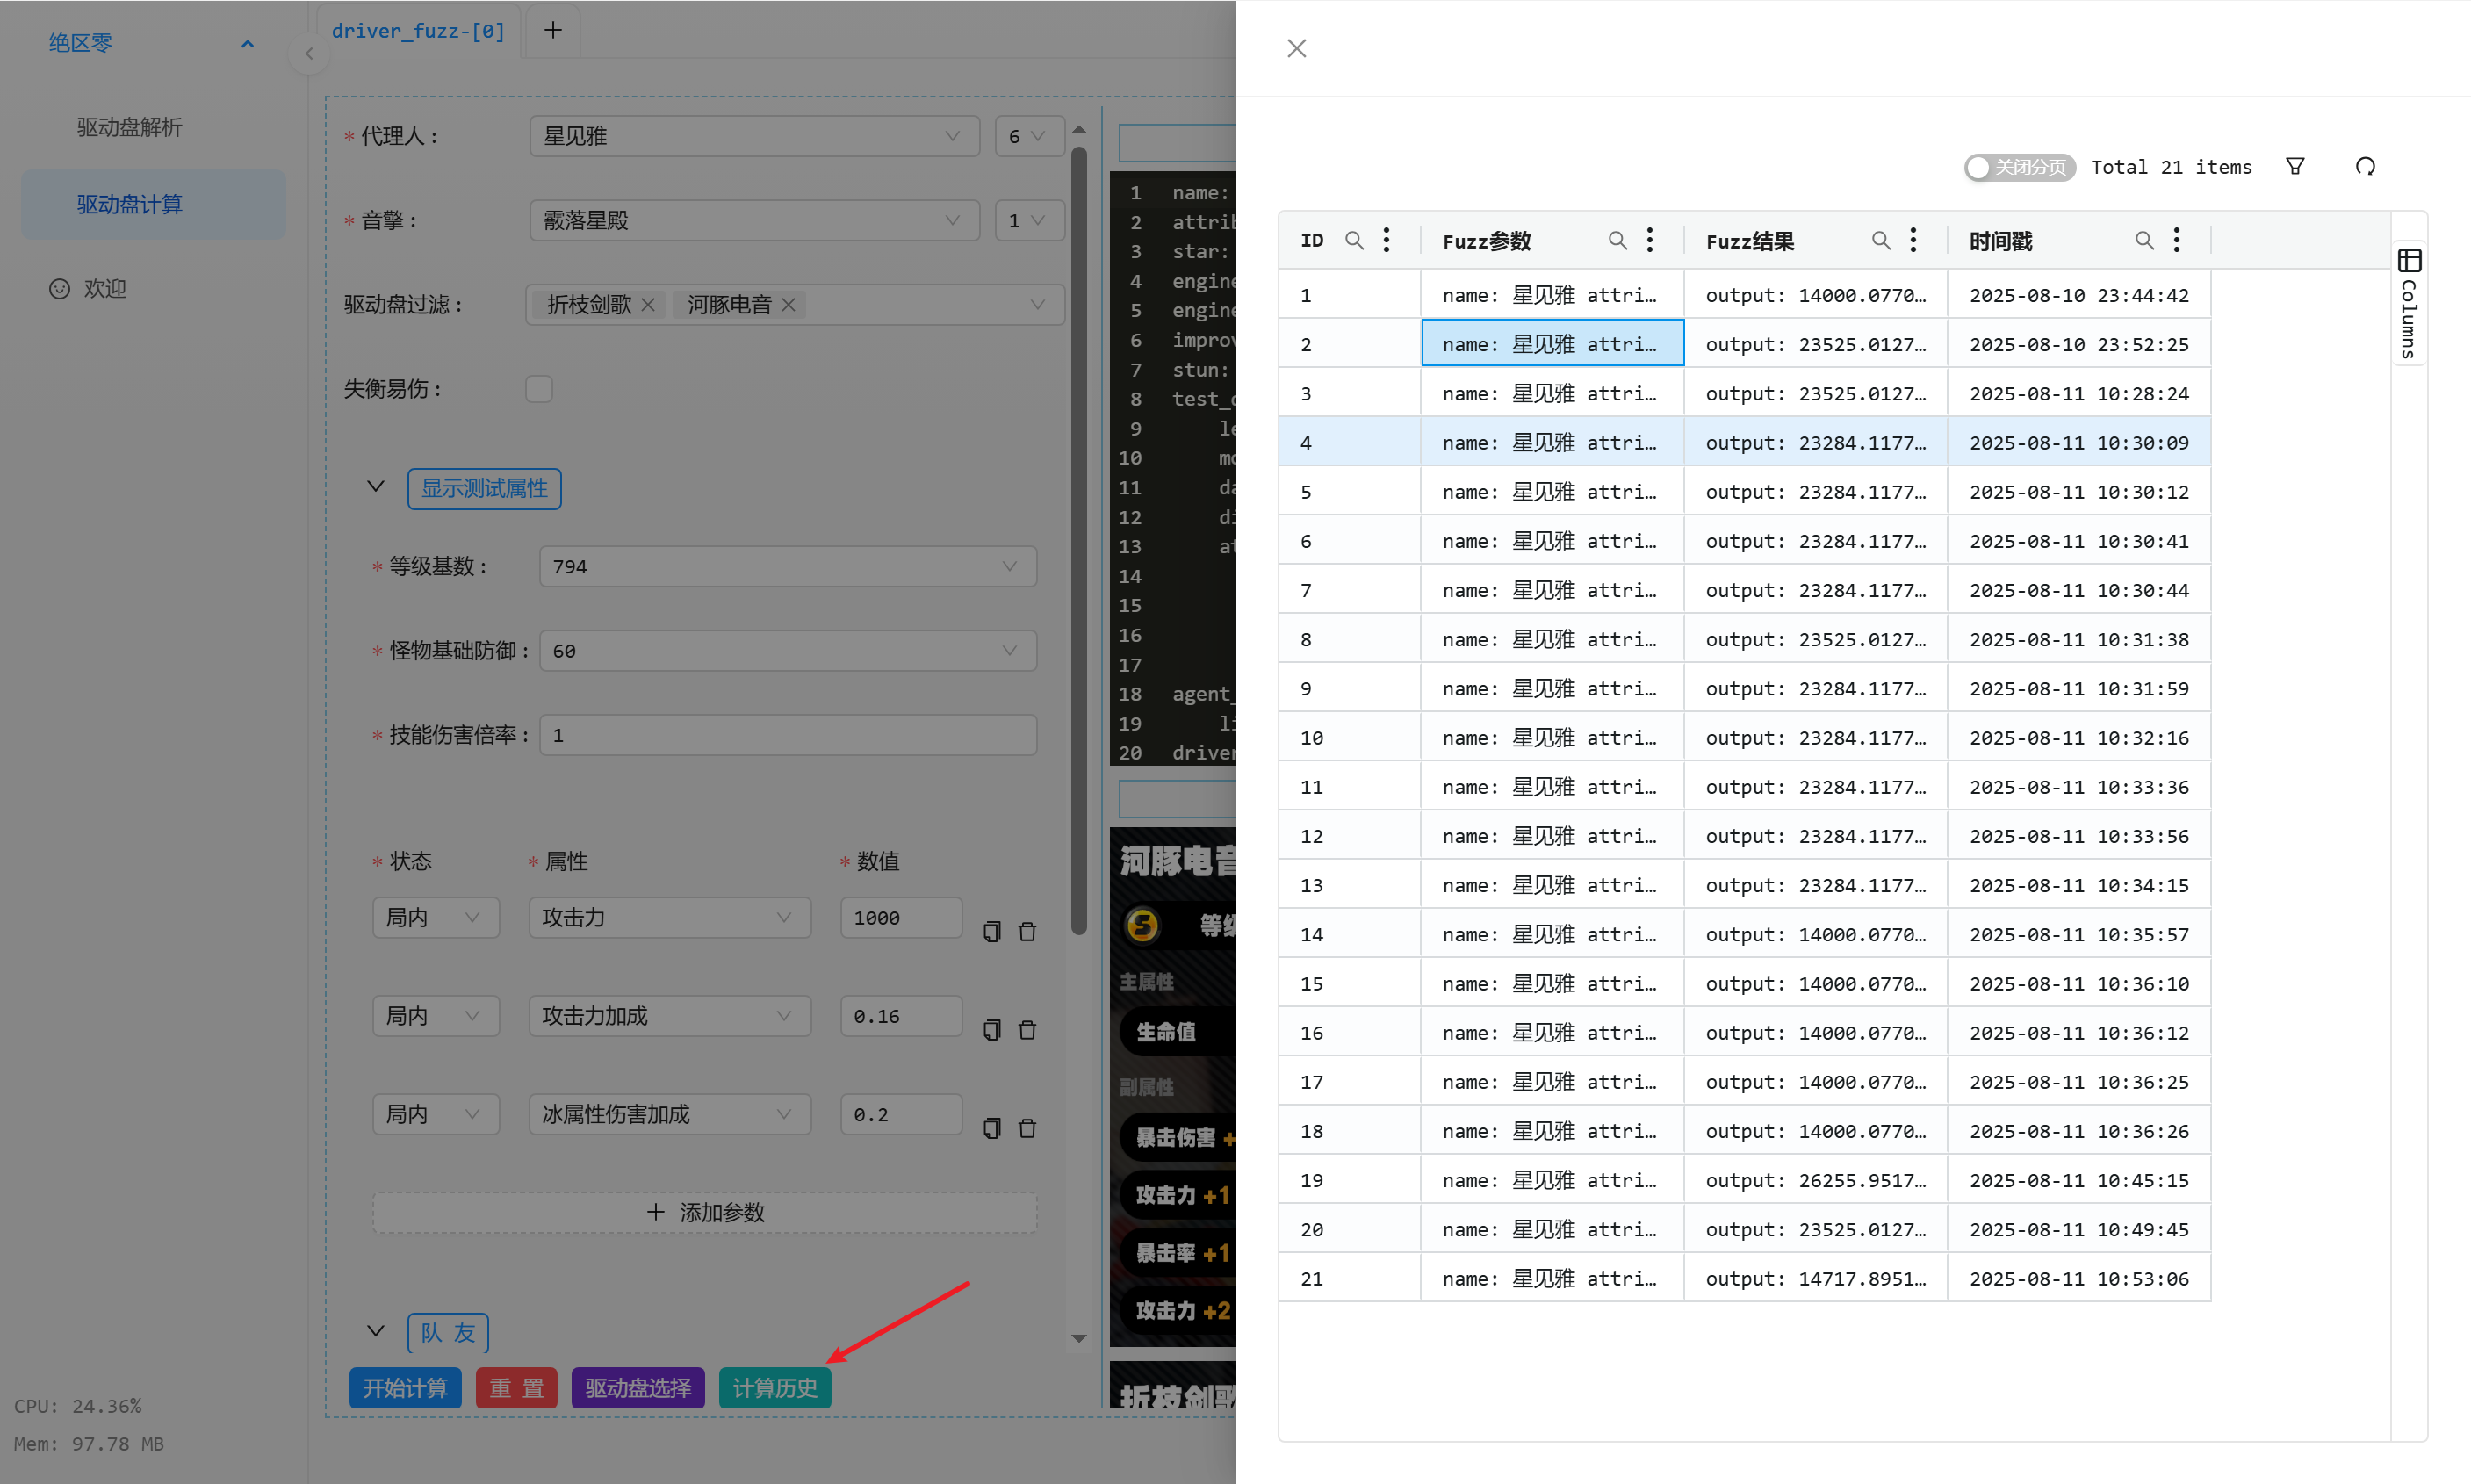 绝区零
驱动盘解析
驱动盘计算
欢迎
CPU: 24.36%
Mem: 97.78 MB
driver_fuzz-[0]
* 代理人：
星见雅
6
* 音擎：
霰落星殿
1
驱动盘过滤：
折枝剑歌
河豚电音
失衡易伤：
显示测试属性
* 等级基数：
794
* 怪物基础防御：
60
* 技能伤害倍率：
1
* 状态
* 属性
* 数值
局内
攻击力
1000
局内
攻击力加成
0.16
局内
冰属性伤害加成
0.2
+ 添加参数
队 友
开始计算
重 置
驱动盘选择
计算历史
1 name:
2 attrib
3 star:
4 engine
5 engine
6 improv
7 stun:
8 test_
9 le
10
11 da
12 di
13 at
14
15
16
17
18 agent_
19 li
20 driver
河豚电音
等级
主属性
生命值
副属性
暴击伤害 +
攻击力 +1
暴击率 +1
攻击力 +2
折枝剑歌
关闭分页
Total 21 items
ID
Fuzz参数
Fuzz结果
时间戳
1 name: 星见雅 attri… output: 14000.0770… 2025-08-10 23:44:42
2 name: 星见雅 attri… output: 23525.0127… 2025-08-10 23:52:25
3 name: 星见雅 attri… output: 23525.0127… 2025-08-11 10:28:24
4 name: 星见雅 attri… output: 23284.1177… 2025-08-11 10:30:09
5 name: 星见雅 attri… output: 23284.1177… 2025-08-11 10:30:12
6 name: 星见雅 attri… output: 23284.1177… 2025-08-11 10:30:41
7 name: 星见雅 attri… output: 23284.1177… 2025-08-11 10:30:44
8 name: 星见雅 attri… output: 23525.0127… 2025-08-11 10:31:38
9 name: 星见雅 attri… output: 23284.1177… 2025-08-11 10:31:59
10 name: 星见雅 attri… output: 23284.1177… 2025-08-11 10:32:16
11 name: 星见雅 attri… output: 23284.1177… 2025-08-11 10:33:36
12 name: 星见雅 attri… output: 23284.1177… 2025-08-11 10:33:56
13 name: 星见雅 attri… output: 23284.1177… 2025-08-11 10:34:15
14 name: 星见雅 attri… output: 14000.0770… 2025-08-11 10:35:57
15 name: 星见雅 attri… output: 14000.0770… 2025-08-11 10:36:10
16 name: 星见雅 attri… output: 14000.0770… 2025-08-11 10:36:12
17 name: 星见雅 attri… output: 14000.0770… 2025-08-11 10:36:25
18 name: 星见雅 attri… output: 14000.0770… 2025-08-11 10:36:26
19 name: 星见雅 attri… output: 26255.9517… 2025-08-11 10:45:15
20 name: 星见雅 attri… output: 23525.0127… 2025-08-11 10:49:45
21 name: 星见雅 attri… output: 14717.8951… 2025-08-11 10:53:06
Columns